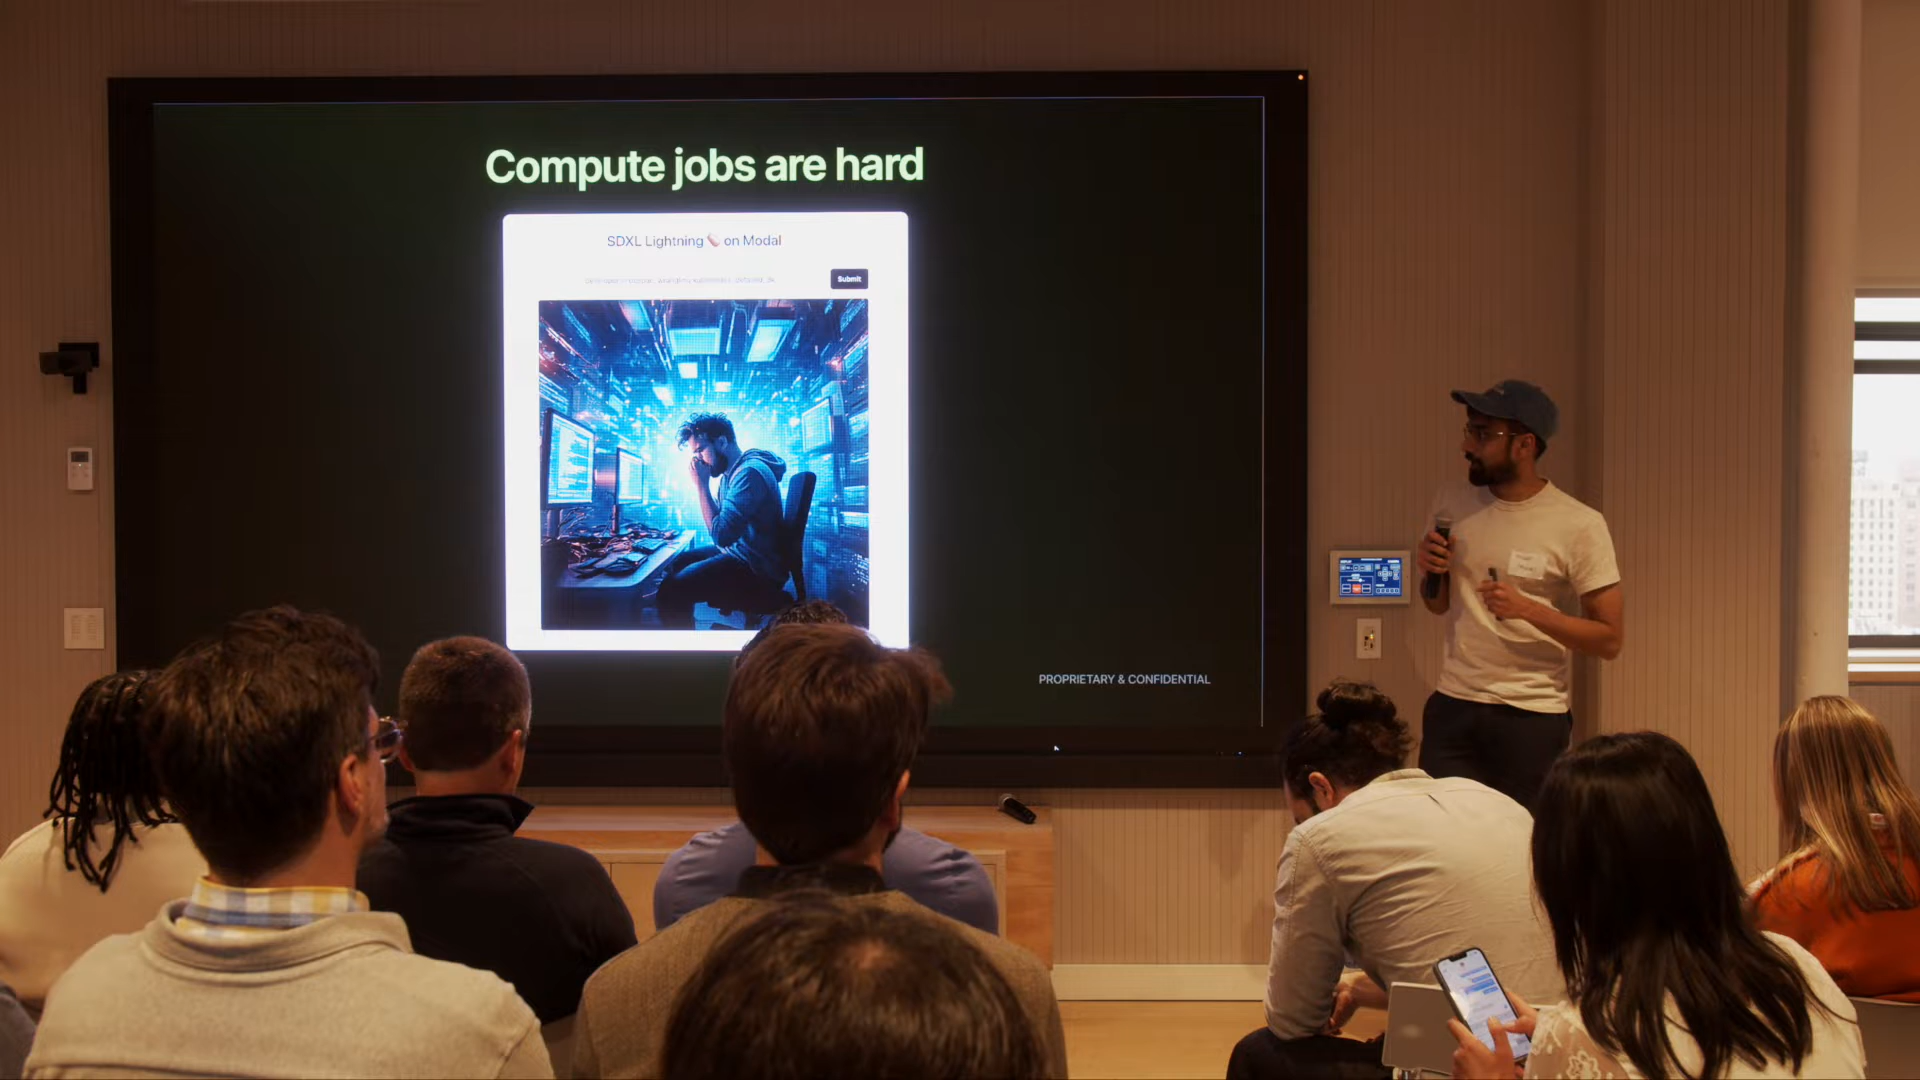 Compute jobs are hard
SDXL Lightning on Modal
Submit
PROPRIETARY & CONFIDENTIAL